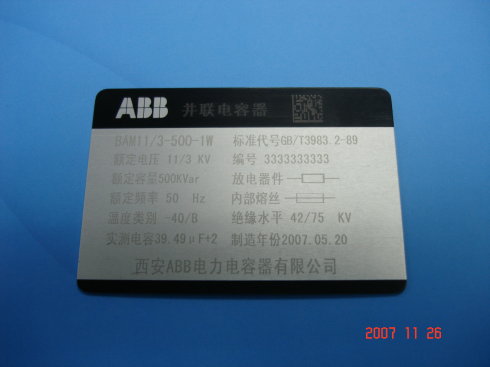 ABB 并联电容器
BAM11/3-500-1W 标准代号GB/T3983.2-89
额定电压 11/3 KV 编号 3333333333
额定容量500KVar 放电器件
额定频率 50 Hz 内部熔丝
温度类别 -40/B 绝缘水平 42/75 KV
实测电容39.49μF+2 制造年份2007.05.20
西安ABB电力电容器有限公司
2007 11 26